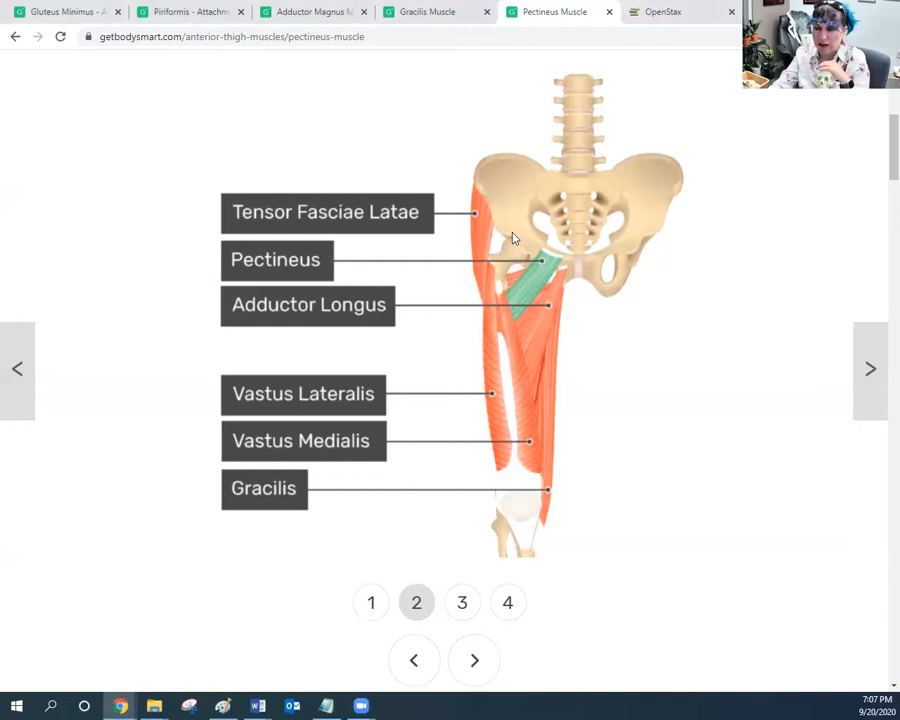 Gluteus Minimus - A
Piriformis - Attachm
Adductor Magnus M
Gracilis Muscle
Pectineus Muscle
OpenStax
getbodysmart.com/anterior-thigh-muscles/pectineus-muscle
Tensor Fasciae Latae
Pectineus
Adductor Longus
Vastus Lateralis
Vastus Medialis
Gracilis
1 2 3 4
7:07 PM
9/20/2020